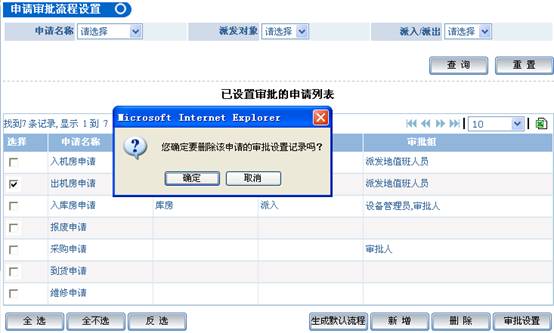 申请审批流程设置
申请名称 请选择 派发对象 请选择 派入/派出 请选择
查 询 重 置
已设置审批的申请列表
找到7条记录,显示 1到 7 10
选择 申请名称 审批组
入机房申请 派发地值班人员
出机房申请 派发地值班人员
入库房申请 库房 派入 设备管理员,审批人
报废申请
采购申请 审批人
到货申请
维修申请
Microsoft Internet Explorer
您确定要删除该申请的审批设置记录吗?
确定 取消
全 选 全不选 反 选 生成默认流程 新 增 删 除 审批设置